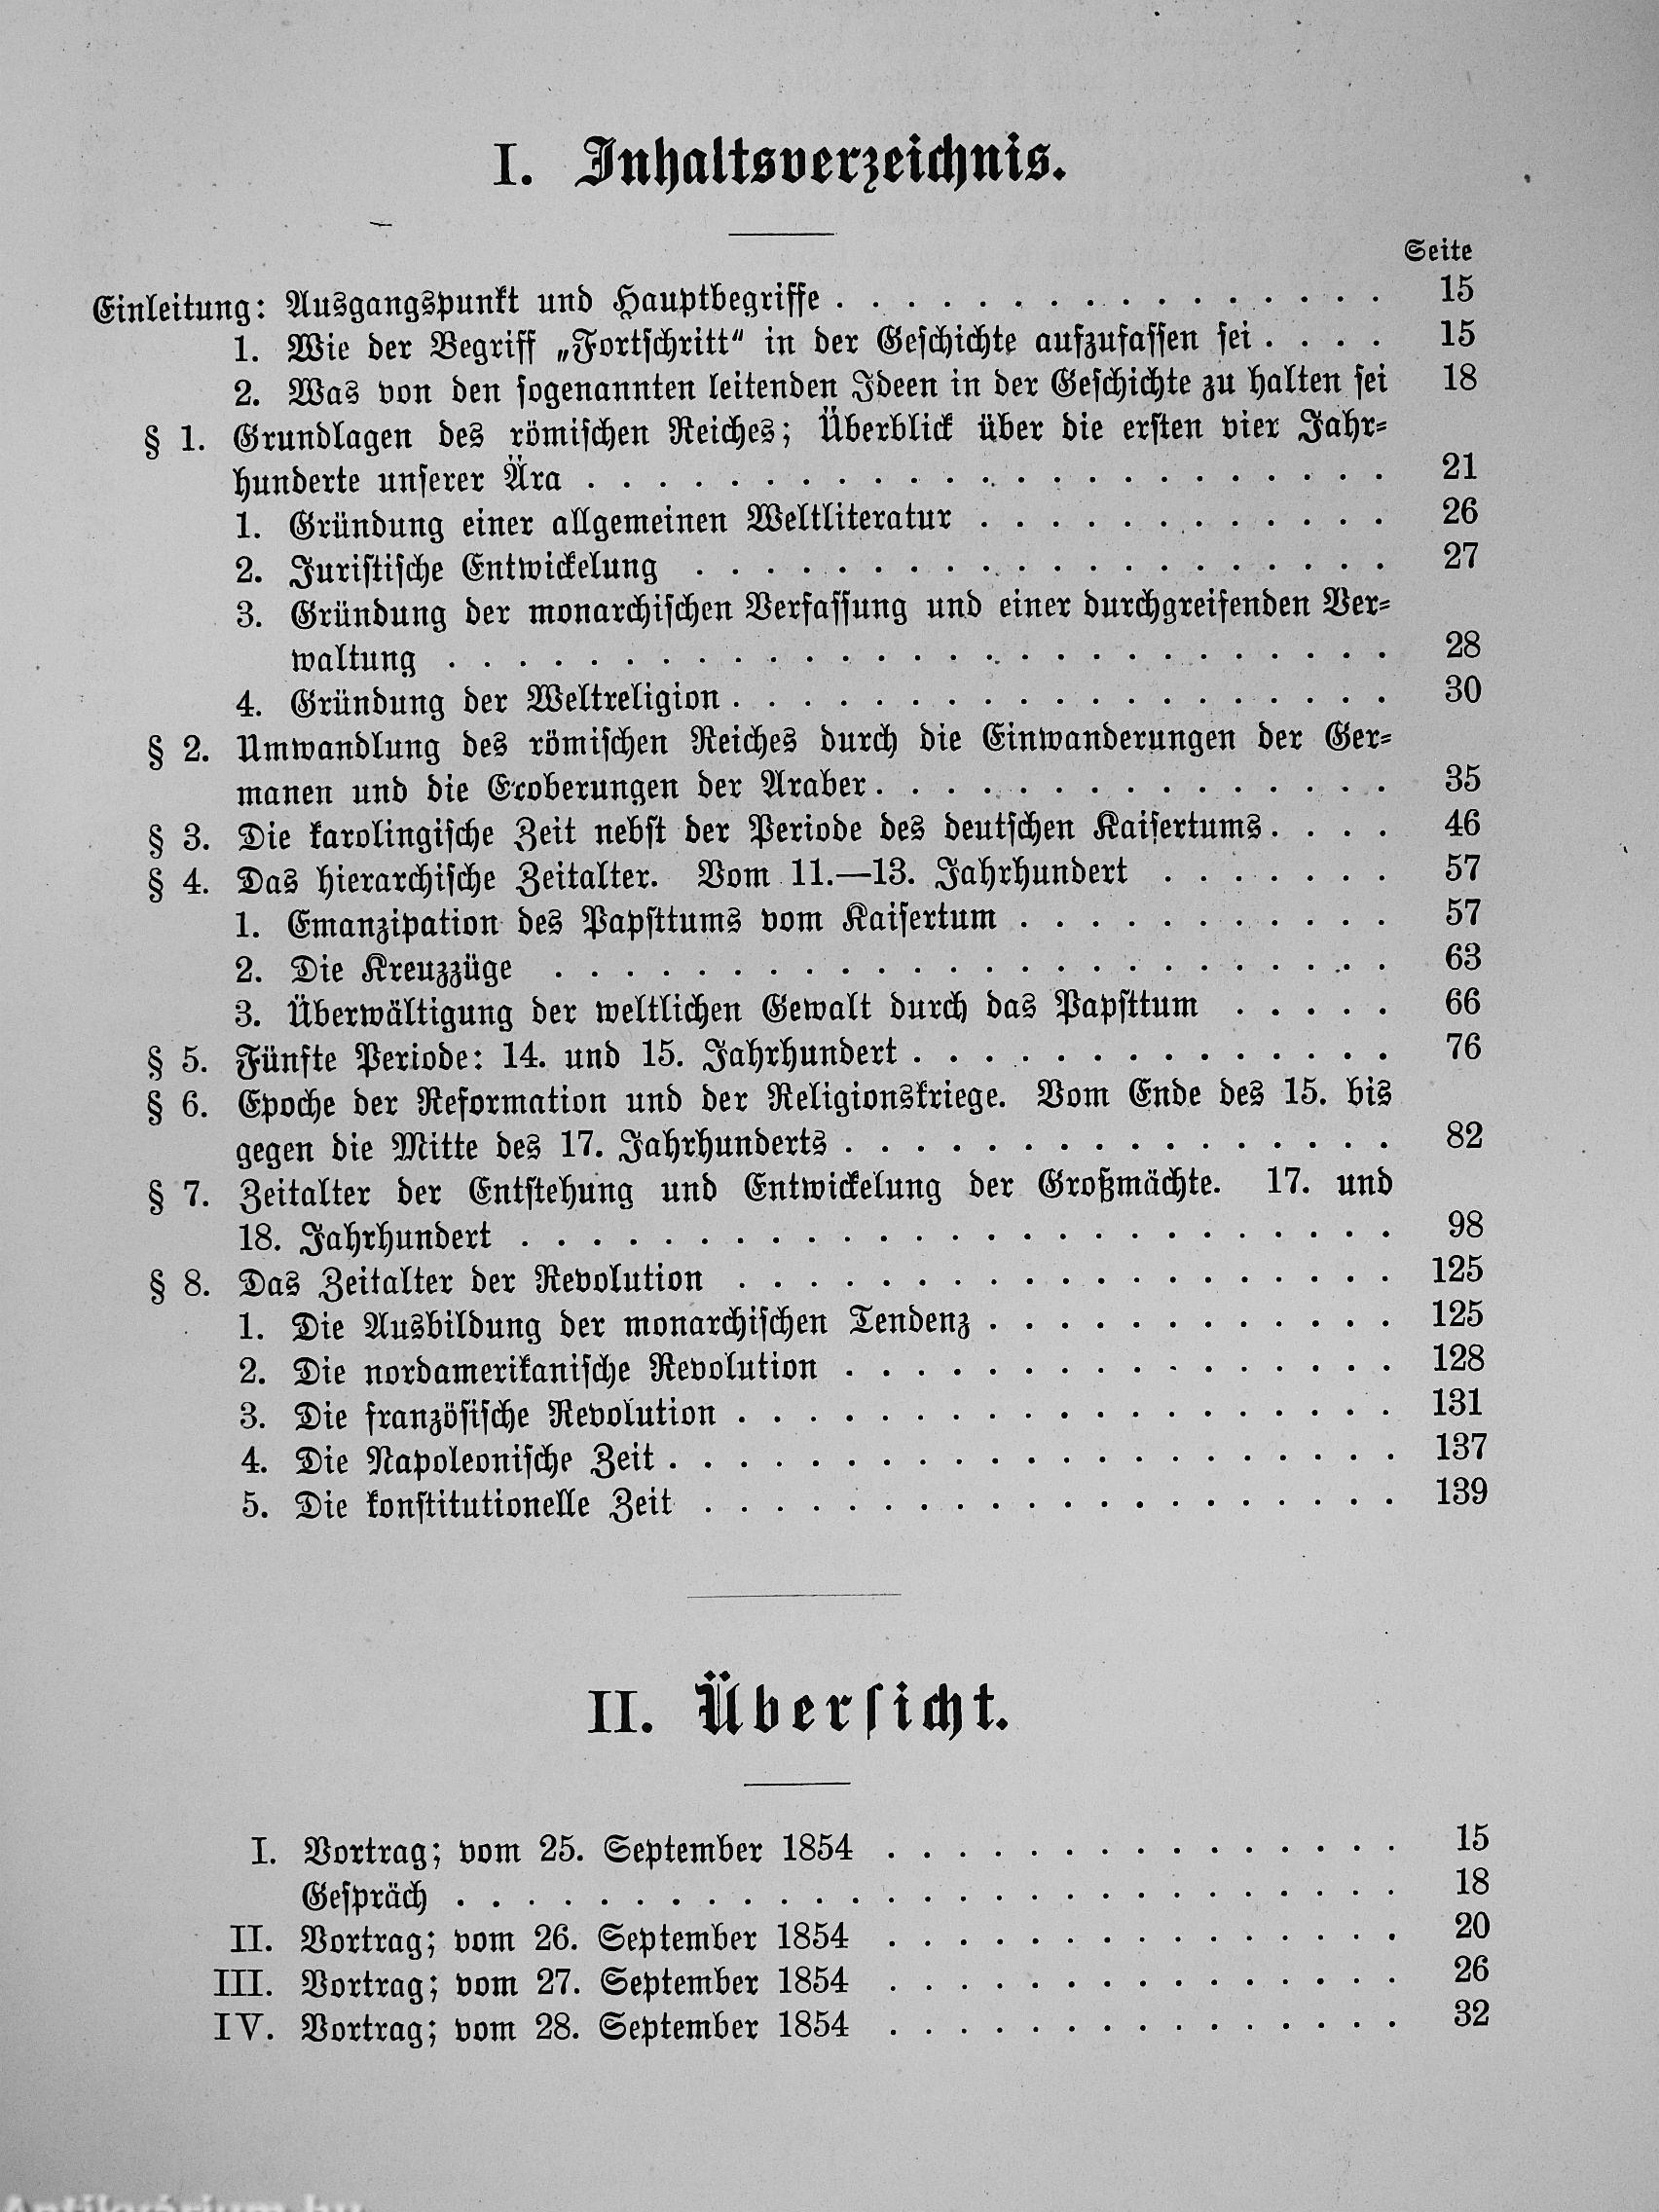 I. Inhaltsverzeichnis.
Seite
Einleitung: Ausgangspunkt und Hauptbegriffe . . . . . . . . . . . . . . . . 15
1. Wie der Begriff „Fortſchritt“ in der Geſchichte aufzufaſſen ſei . . . . 15
2. Was von den ſogenannten leitenden Ideen in der Geſchichte zu halten ſei 18
§ 1. Grundlagen des römiſchen Reiches; Überblick über die erſten vier Jahr-
hunderte unſerer Ära . . . . . . . . . . . . . . . . . . . . . . . 21
1. Gründung einer allgemeinen Weltliteratur . . . . . . . . . . . . 26
2. Juriſtiſche Entwickelung . . . . . . . . . . . . . . . . . . . . 27
3. Gründung der monarchiſchen Verfaſſung und einer durchgreifenden Ver-
waltung . . . . . . . . . . . . . . . . . . . . . . . . . . . 28
4. Gründung der Weltreligion . . . . . . . . . . . . . . . . . . . 30
§ 2. Umwandlung des römiſchen Reiches durch die Einwanderungen der Ger-
manen und die Eroberungen der Araber . . . . . . . . . . . . . . . 35
§ 3. Die karolingiſche Zeit nebſt der Periode des deutſchen Kaiſertums . . . . 46
§ 4. Das hierarchiſche Zeitalter. Vom 11.—13. Jahrhundert . . . . . . . 57
1. Emanzipation des Papſttums vom Kaiſertum . . . . . . . . . . . 57
2. Die Kreuzzüge . . . . . . . . . . . . . . . . . . . . . . . . 63
3. Überwältigung der weltlichen Gewalt durch das Papſttum . . . . . 66
§ 5. Fünfte Periode: 14. und 15. Jahrhundert . . . . . . . . . . . . . . 76
§ 6. Epoche der Reformation und der Religionskriege. Vom Ende des 15. bis
gegen die Mitte des 17. Jahrhunderts . . . . . . . . . . . . . . . . 82
§ 7. Zeitalter der Entſtehung und Entwickelung der Großmächte. 17. und
18. Jahrhundert . . . . . . . . . . . . . . . . . . . . . . . . . 98
§ 8. Das Zeitalter der Revolution . . . . . . . . . . . . . . . . . . . 125
1. Die Ausbildung der monarchiſchen Tendenz . . . . . . . . . . . . 125
2. Die nordamerikaniſche Revolution . . . . . . . . . . . . . . . . 128
3. Die franzöſiſche Revolution . . . . . . . . . . . . . . . . . . . 131
4. Die Napoleoniſche Zeit . . . . . . . . . . . . . . . . . . . . . 137
5. Die konſtitutionelle Zeit . . . . . . . . . . . . . . . . . . . . 139
II. Überſicht.
I. Vortrag; vom 25. September 1854 . . . . . . . . . . . . . . . 15
Geſpräch . . . . . . . . . . . . . . . . . . . . . . . . . . . 18
II. Vortrag; vom 26. September 1854 . . . . . . . . . . . . . . . 20
III. Vortrag; vom 27. September 1854 . . . . . . . . . . . . . . . 26
IV. Vortrag; vom 28. September 1854 . . . . . . . . . . . . . . . 32
Antikvárium.hu